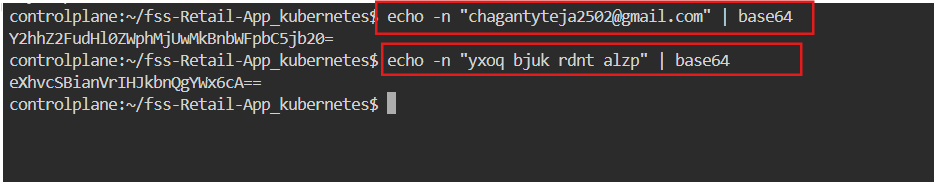 controlplane:~/fss-Retail-App_kubernetes$ echo -n "chagantyteja2502@gmail.com" | base64
Y2hhZ2FudHl0ZWphMjUwMkBnbWFpbC5jb20=
controlplane:~/fss-Retail-App_kubernetes$ echo -n "yxoq bjuk rdnt alzp" | base64
eXhvcSBianVrIHJkbnQgYWx6cA==
controlplane:~/fss-Retail-App_kubernetes$